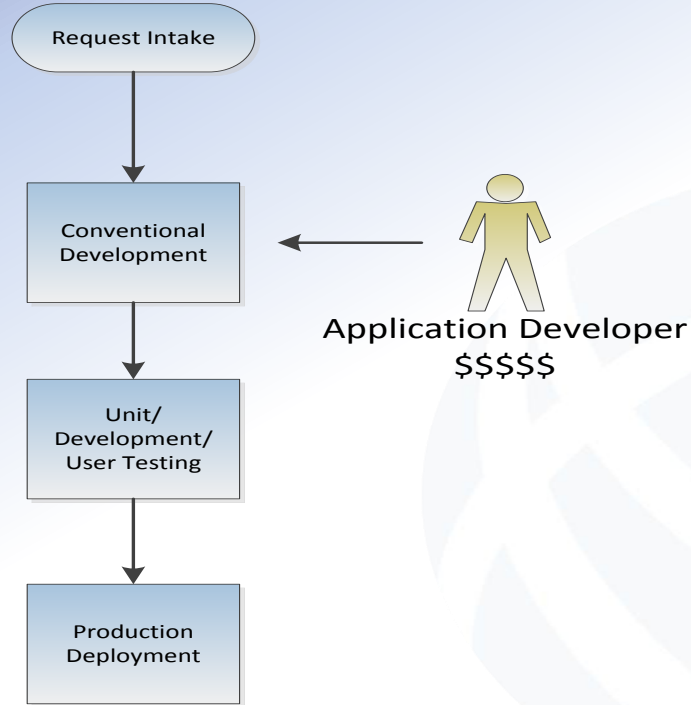 Request Intake
Conventional
Development
Application Developer
$$$$$
Unit/
Development/
User Testing
Production
Deployment